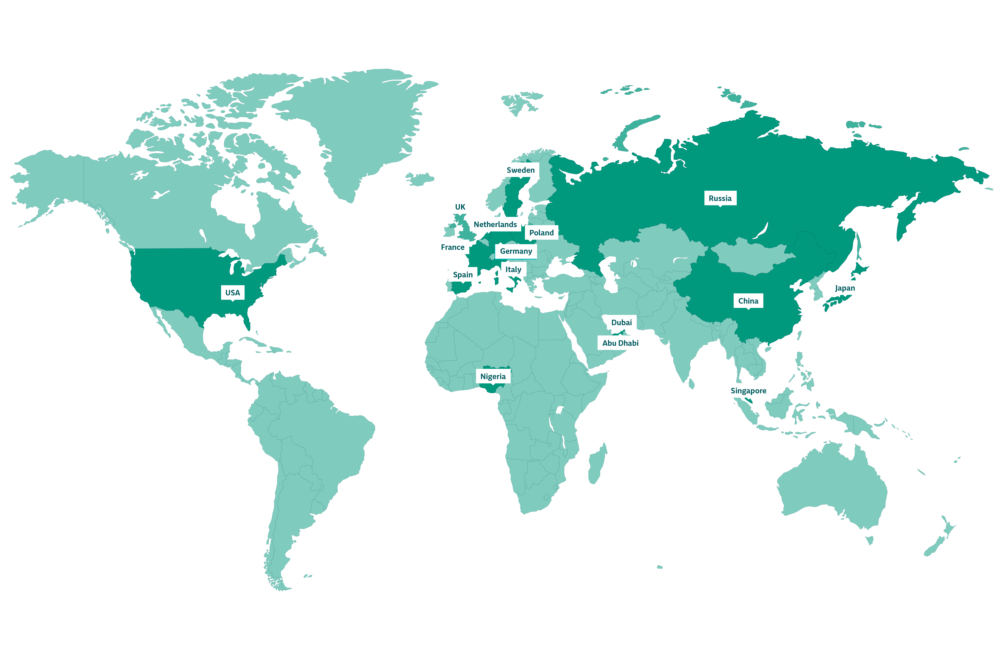 Sweden
Russia
UK
Netherlands
Poland
France
Germany
Italy
Spain
Japan
USA
China
Dubai
Abu Dhabi
Nigeria
Singapore